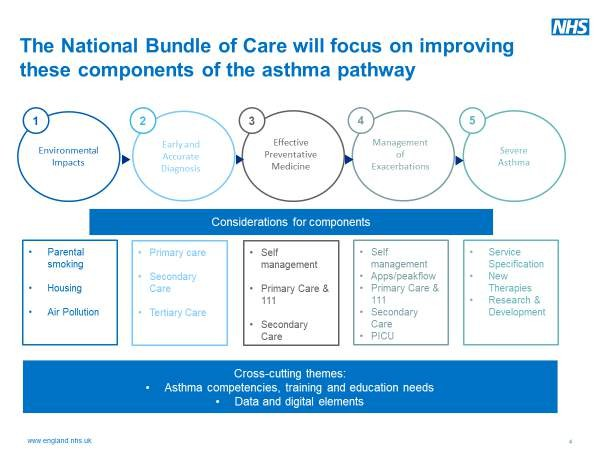 NHS
The National Bundle of Care will focus on improving
these components of the asthma pathway
1
Environmental
Impacts
2
Early and
Accurate
Diagnosis
3
Effective
Preventative
Medicine
4
Management
of
Exacerbations
5
Severe
Asthma
Considerations for components
• Parental
smoking
• Housing
• Air Pollution
• Primary care
• Secondary
Care
• Tertiary Care
• Self
management
• Primary Care &
111
• Secondary
Care
• Self
management
• Apps/peakflow
• Primary Care &
111
• Secondary
Care
• PICU
• Service
Specification
• New
Therapies
• Research &
Development
Cross-cutting themes:
• Asthma competencies, training and education needs
• Data and digital elements
www.england.nhs.uk